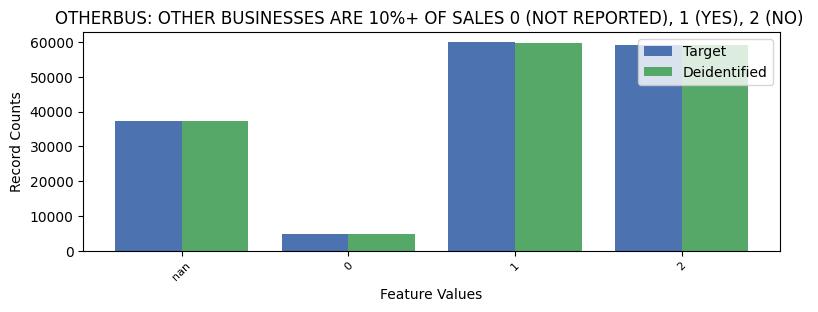 OTHERBUS: OTHER BUSINESSES ARE 10%+ OF SALES 0 (NOT REPORTED), 1 (YES), 2 (NO)
Target
Deidentified
60000
50000
40000
30000
20000
10000
0
Record Counts
nan
0
1
2
Feature Values